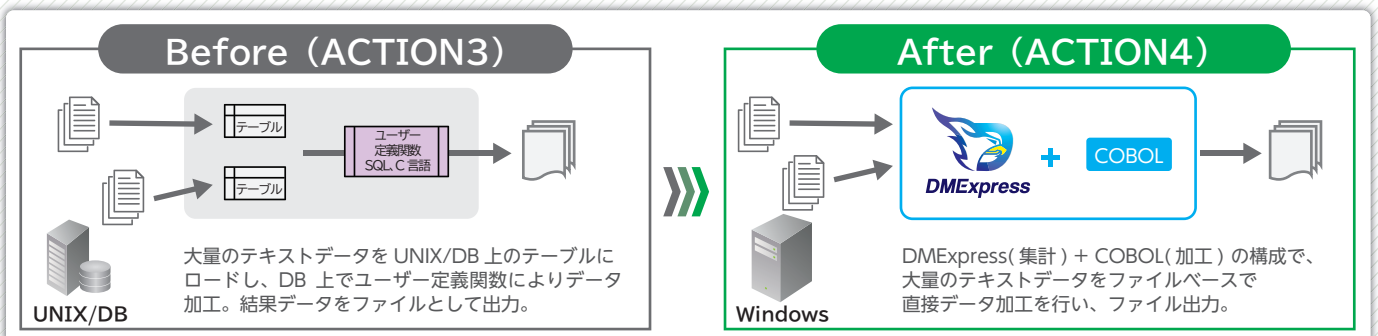 Before（ACTION3）
テーブル
テーブル
ユーザー
定義関数
SQL、C 言語
UNIX/DB
大量のテキストデータを UNIX/DB 上のテーブルに
ロードし、DB 上でユーザー定義関数によりデータ
加工。結果データをファイルとして出力。
After（ACTION4）
DMExpress
+
COBOL
Windows
DMExpress( 集計 ) + COBOL( 加工 ) の構成で、
大量のテキストデータをファイルベースで
直接データ加工を行い、ファイル出力。